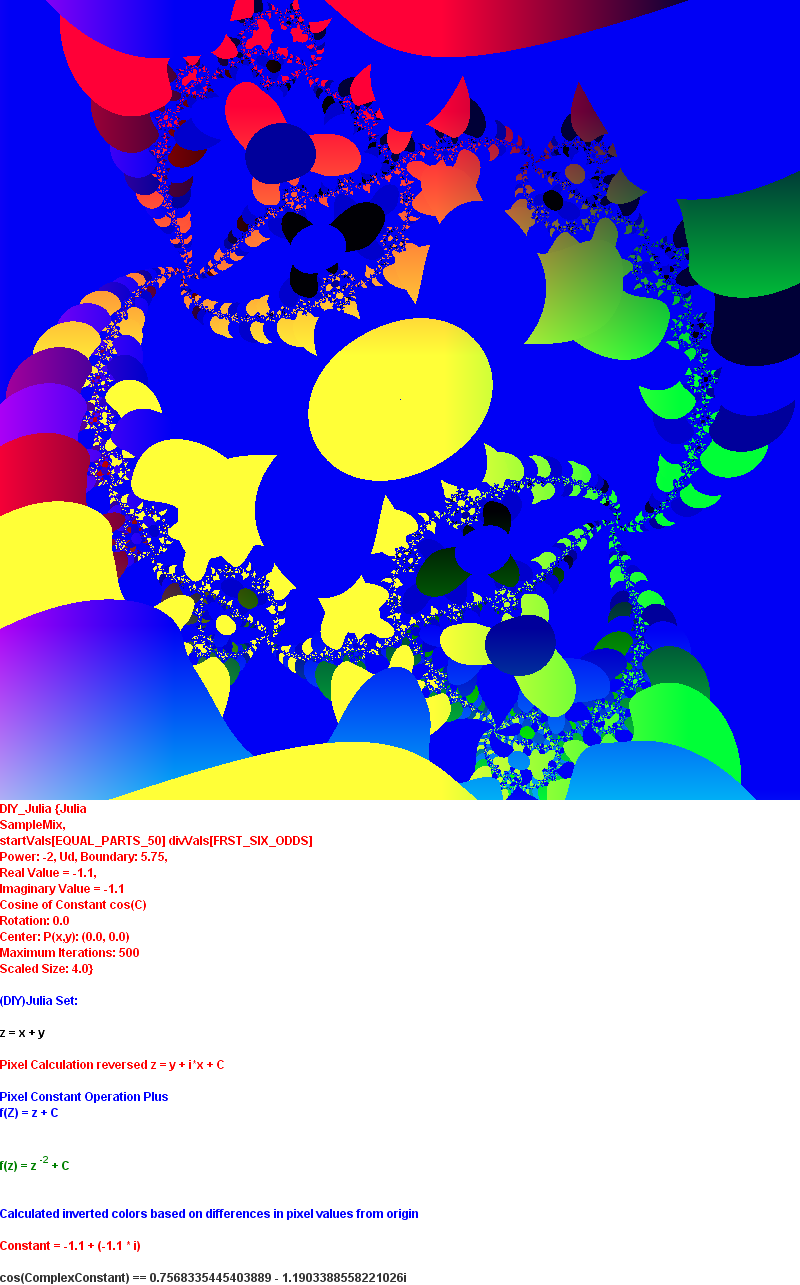 DIY_Julia {Julia
SampleMix,
startVals[EQUAL_PARTS_50] divVals[FRST_SIX_ODDS]
Power: -2, Ud, Boundary: 5.75,
Real Value = -1.1,
Imaginary Value = -1.1
Cosine of Constant cos(C)
Rotation: 0.0
Center: P(x,y): (0.0, 0.0)
Maximum Iterations: 500
Scaled Size: 4.0}
(DIY)Julia Set:
z = x + y
Pixel Calculation reversed z = y + i*x + C
Pixel Constant Operation Plus
f(Z) = z + C
f(z) = z -2 + C
Calculated inverted colors based on differences in pixel values from origin
Constant = -1.1 + (-1.1 * i)
cos(ComplexConstant) == 0.7568335445403889 - 1.1903388558221026i